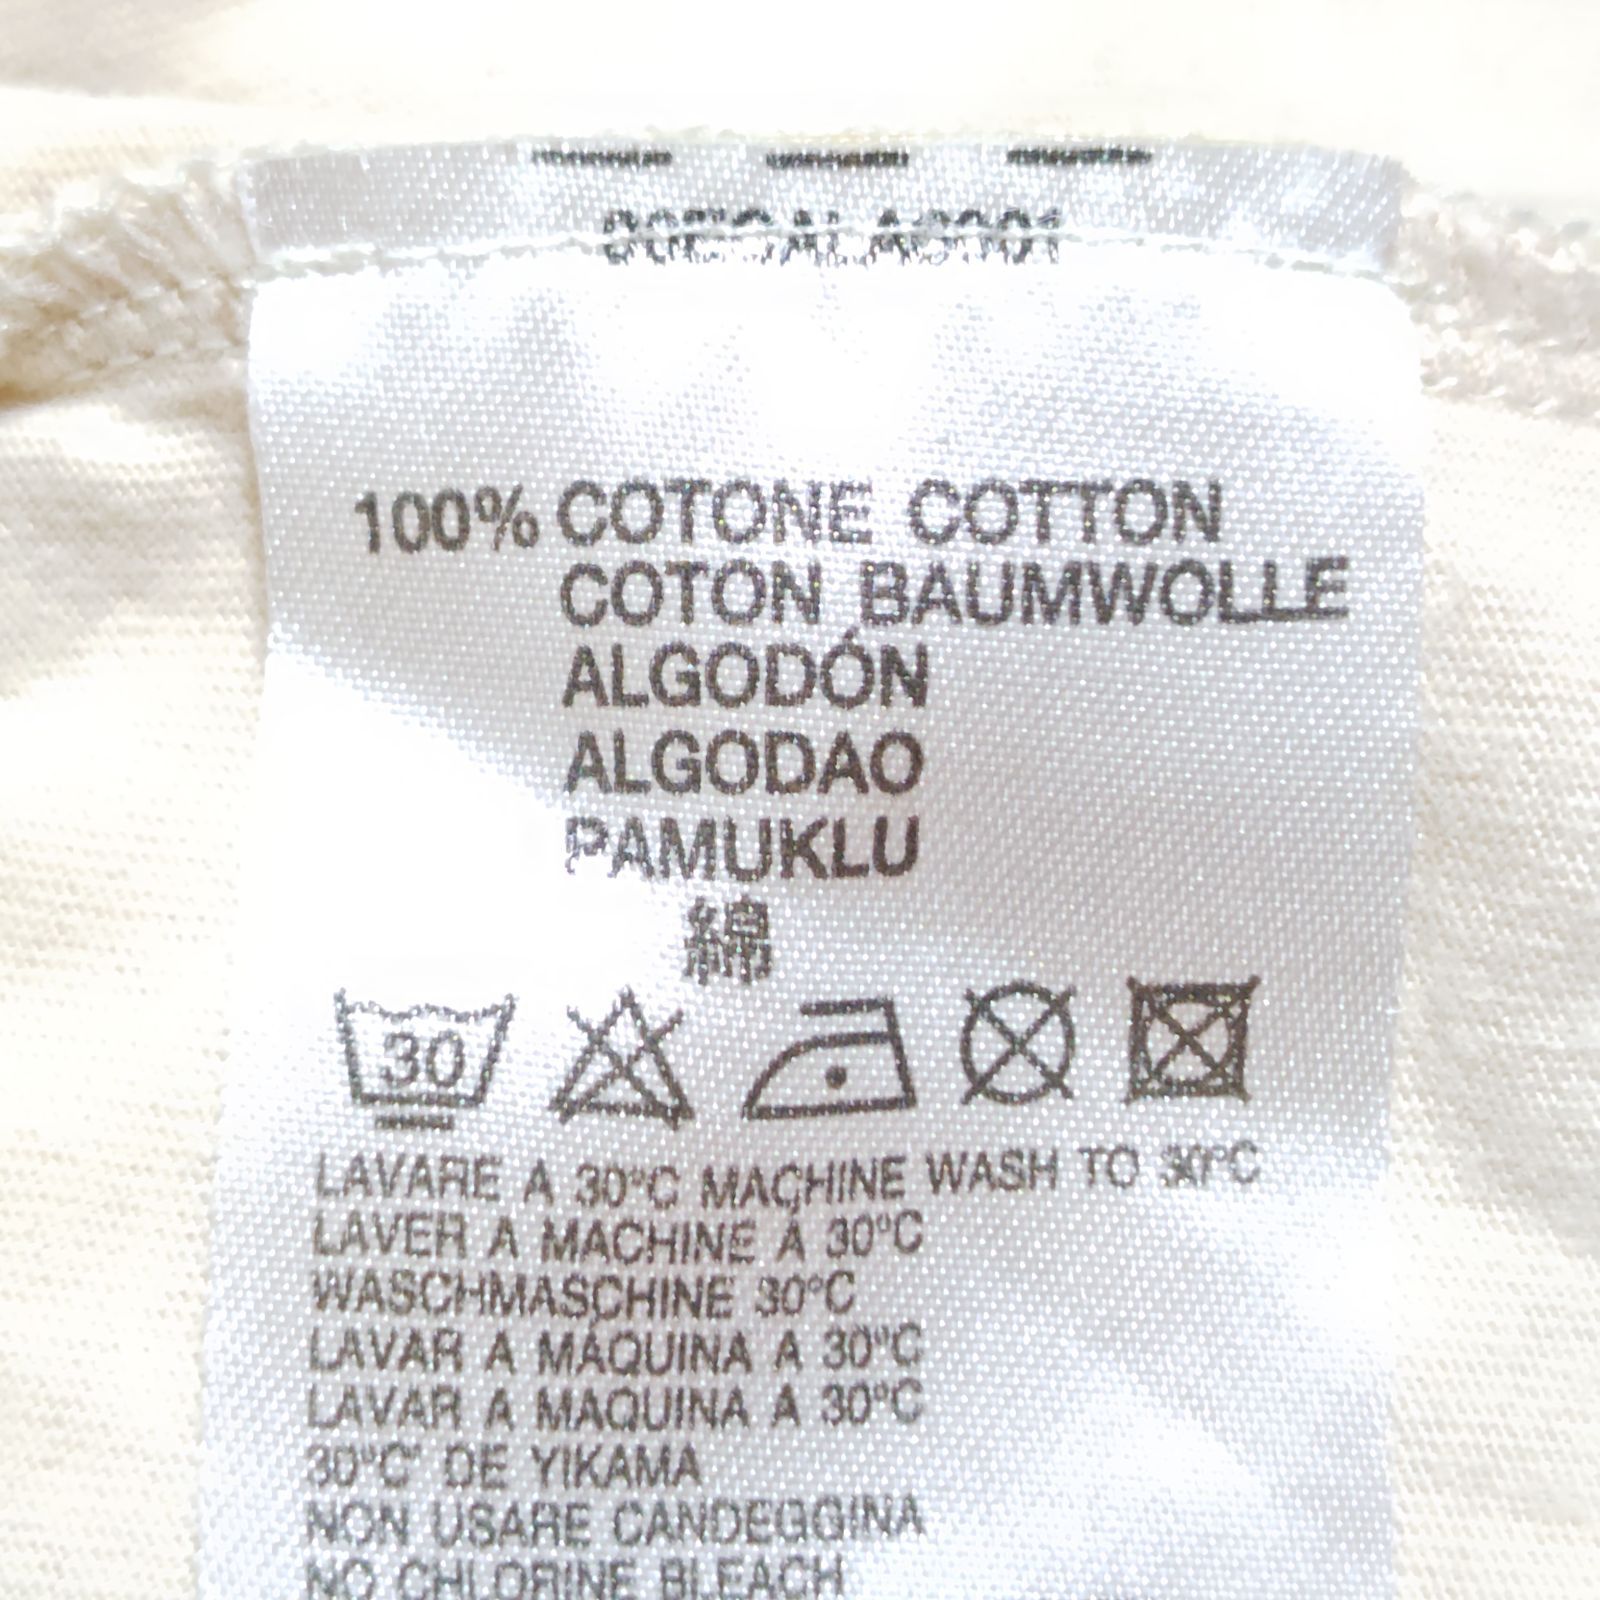 100% COTONE COTTON
COTON BAUMWOLLE
ALGODÓN
ALGODAO
PAMUKLU
綿
30
LAVARE A 30°C MACHINE WASH TO 30°C
LAVER A MACHINE A 30°C
WASCHMASCHINE 30°C
LAVAR A MÁQUINA A 30°C
LAVAR A MAQUINA A 30°C
30°C' DE YIKAMA
NON USARE CANDEGGINA
NO CHLORINE BLEACH